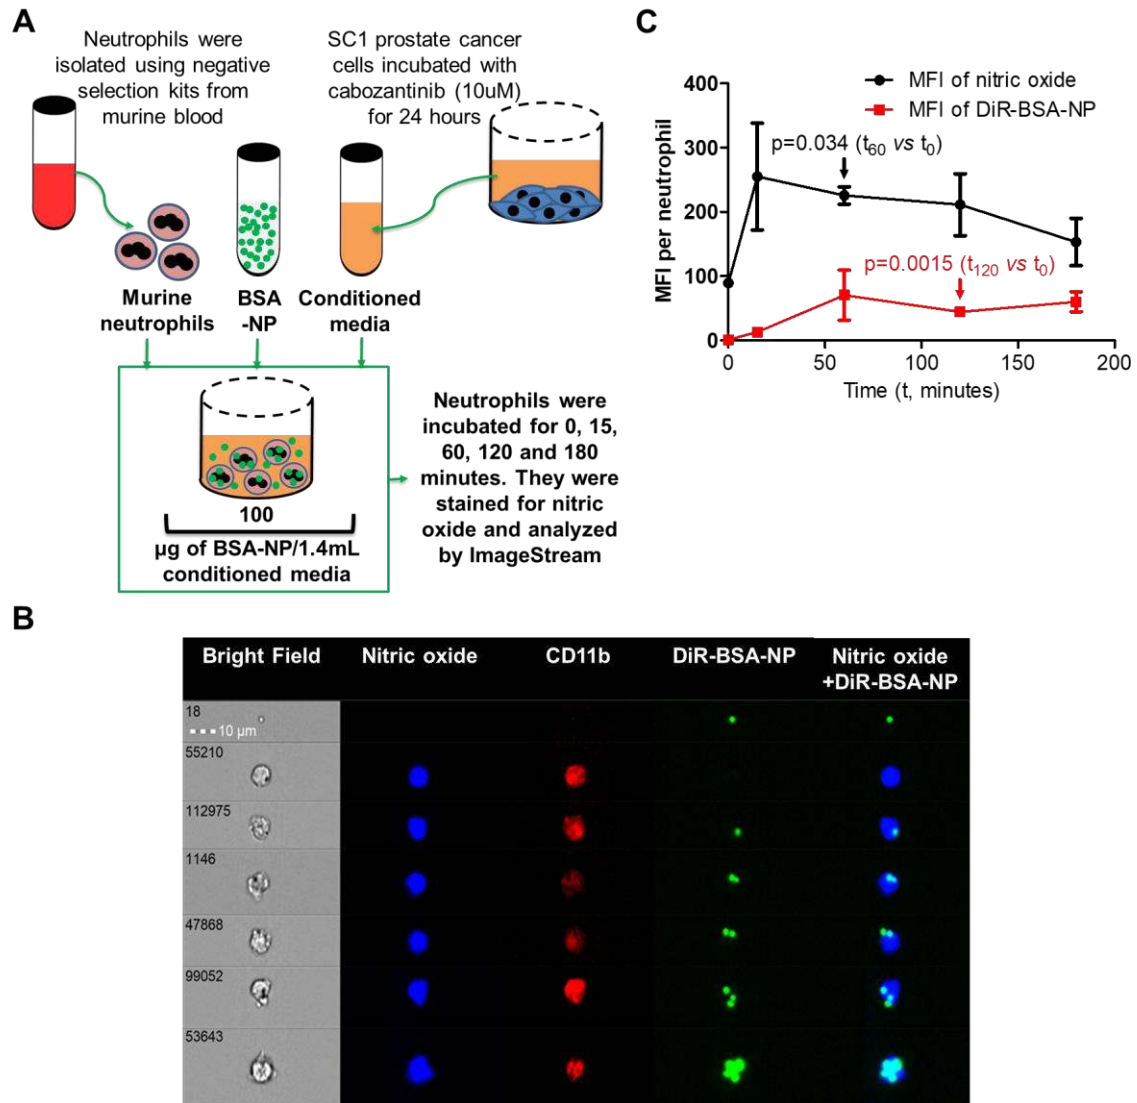 A
Neutrophils were
isolated using negative
selection kits from
murine blood
SC1 prostate cancer
cells incubated with
cabozantinib (10uM)
for 24 hours
Murine
neutrophils
BSA
-NP
Conditioned
media
100
µg of BSA-NP/1.4mL
conditioned media
Neutrophils were
incubated for 0, 15,
60, 120 and 180
minutes. They were
stained for nitric
oxide and analyzed
by ImageStream
C
MFI of nitric oxide
MFI of DiR-BSA-NP
p=0.034 (t60 vs t0)
p=0.0015 (t120 vs t0)
MFI per neutrophil
400
300
200
100
0
0 50 100 150 200
Time (t, minutes)
B
Bright Field Nitric oxide CD11b DiR-BSA-NP Nitric oxide
+DiR-BSA-NP
18
10 µm
55210
112975
1146
47868
99052
53643